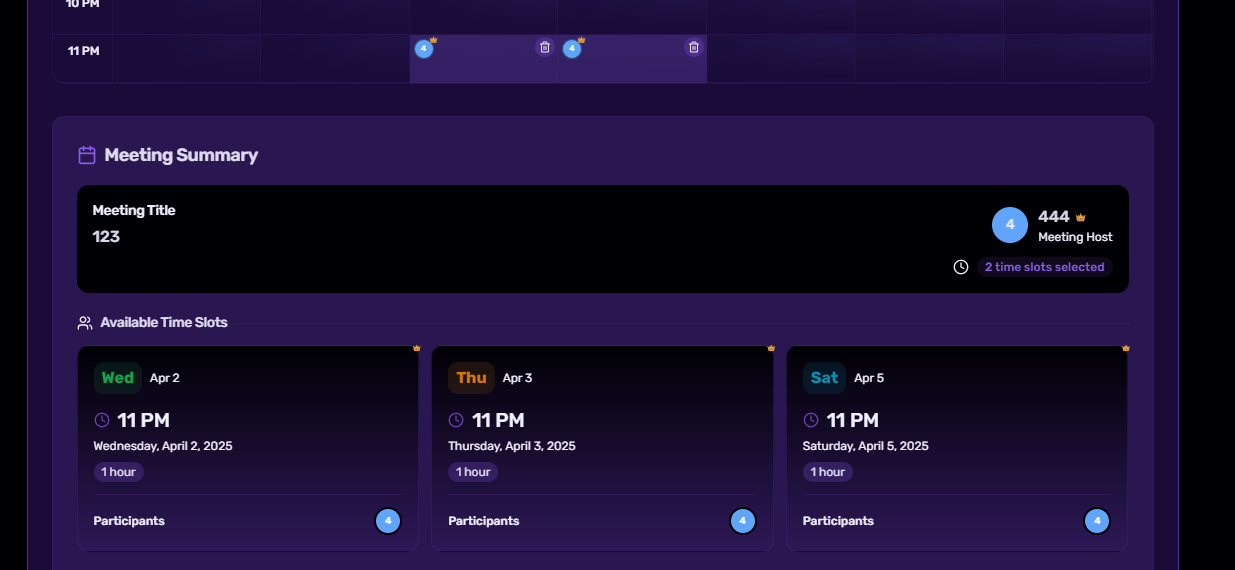 10 PM
11 PM
4
4
Meeting Summary
Meeting Title
123
4
444
Meeting Host
2 time slots selected
Available Time Slots
Wed Apr 2
11 PM
Wednesday, April 2, 2025
1 hour
Participants
4
Thu Apr 3
11 PM
Thursday, April 3, 2025
1 hour
Participants
4
Sat Apr 5
11 PM
Saturday, April 5, 2025
1 hour
Participants
4